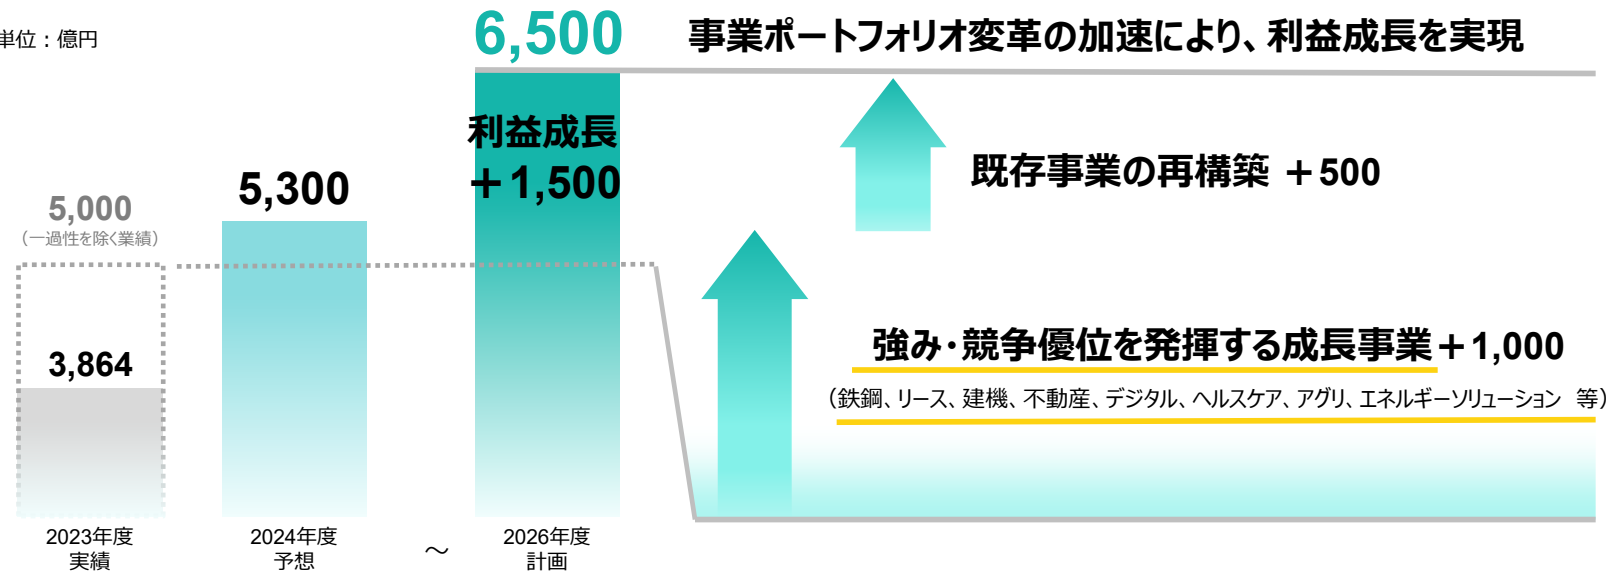 単位：億円
6,500
事業ポートフォリオ変革の加速により、利益成長を実現
利益成長
＋1,500
既存事業の再構築 ＋500
5,300
5,000
（一過性を除く業績）
3,864
強み・競争優位を発揮する成長事業＋1,000
（鉄鋼、リース、建機、不動産、デジタル、ヘルスケア、アグリ、エネルギーソリューション 等）
2023年度
実績
2024年度
予想
～
2026年度
計画